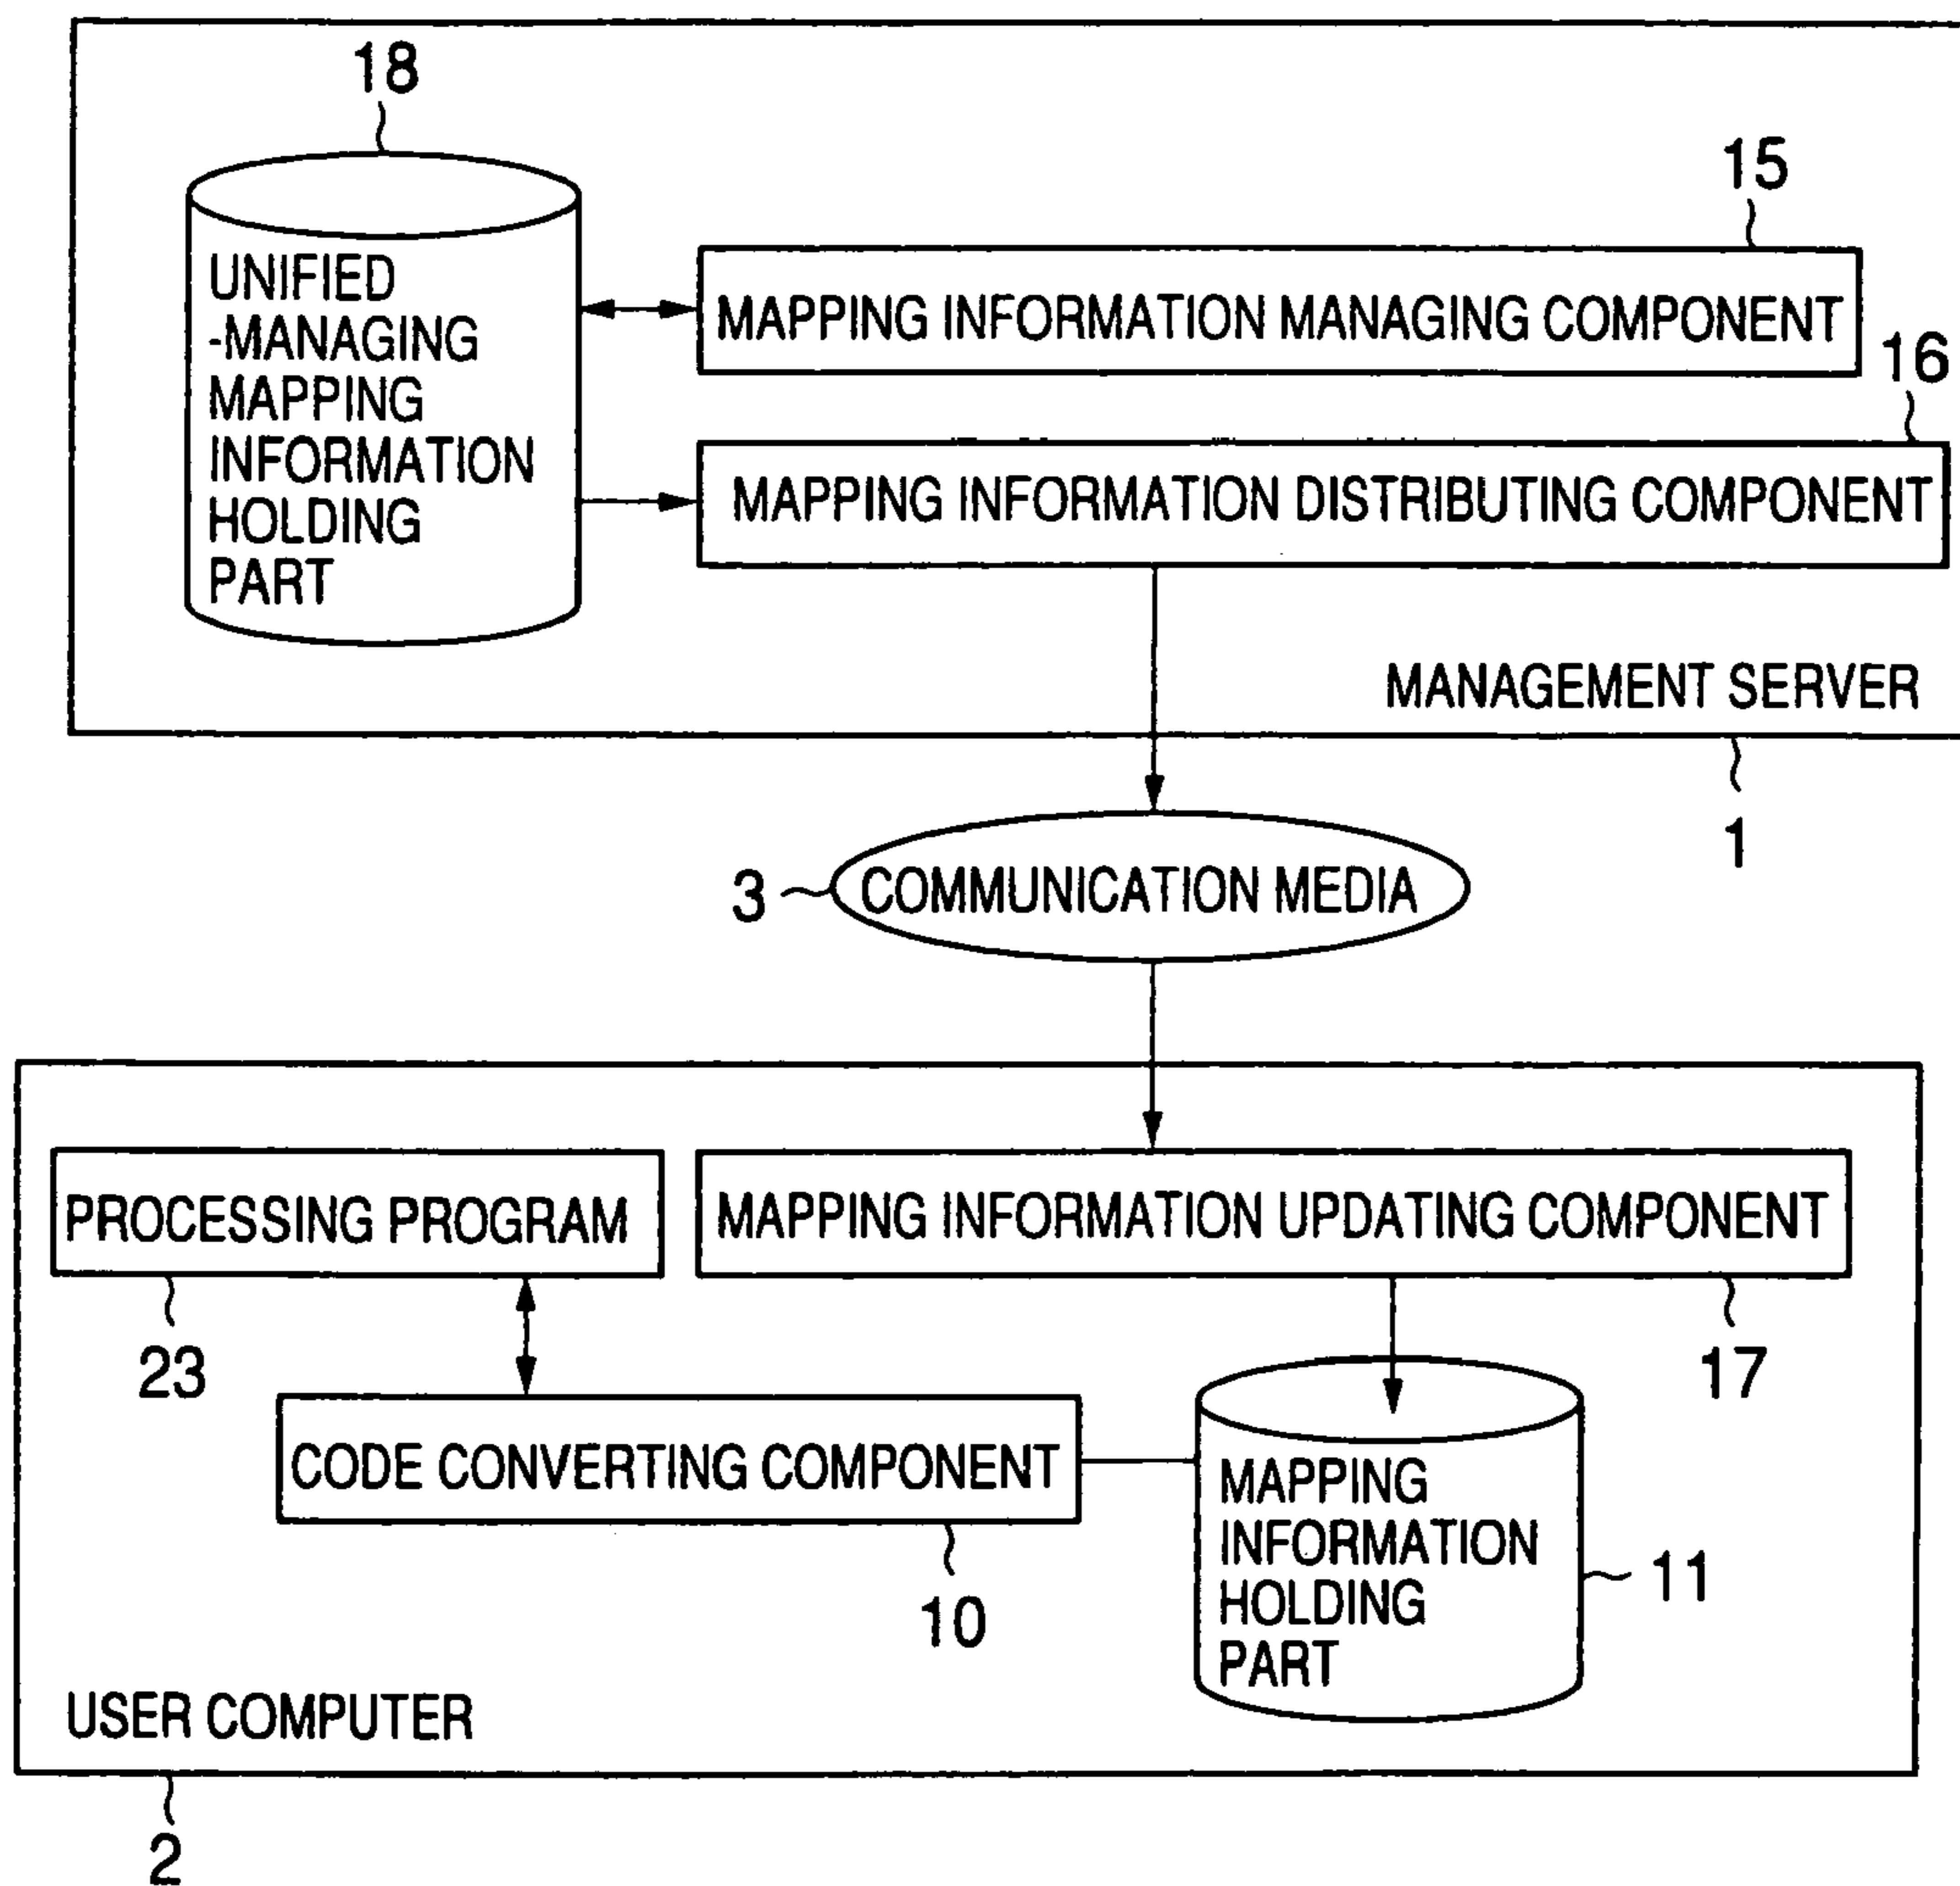 18
15
UNIFIED
-MANAGING
MAPPING
INFORMATION
HOLDING
PART
MAPPING INFORMATION MANAGING COMPONENT
16
MAPPING INFORMATION DISTRIBUTING COMPONENT
MANAGEMENT SERVER
1
3
COMMUNICATION MEDIA
PROCESSING PROGRAM
MAPPING INFORMATION UPDATING COMPONENT
23
17
CODE CONVERTING COMPONENT
MAPPING
INFORMATION
HOLDING
PART
11
10
USER COMPUTER
2